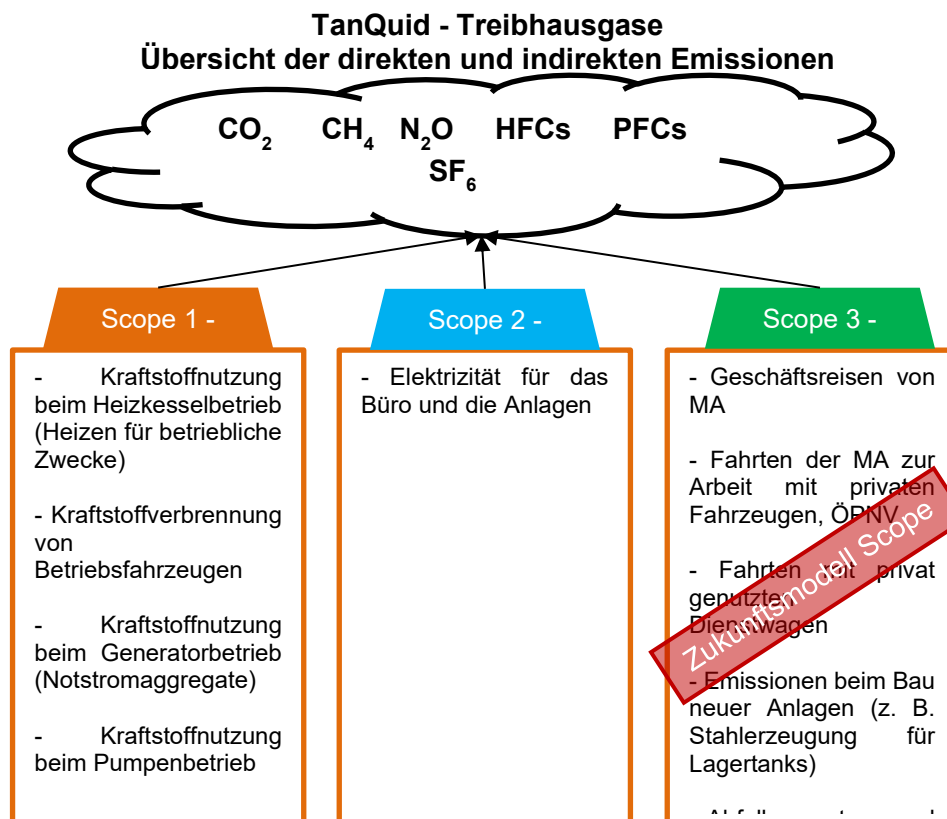 TanQuid - Treibhausgase
Übersicht der direkten und indirekten Emissionen
CO2 CH4 N2O HFCs PFCs
SF6
Scope 1 -
- Kraftstoffnutzung
beim Heizkesselbetrieb
(Heizen für betriebliche
Zwecke)
- Kraftstoffverbrennung
von
Betriebsfahrzeugen
- Kraftstoffnutzung
beim Generatorbetrieb
(Notstromaggregate)
- Kraftstoffnutzung
beim Pumpenbetrieb
Scope 2 -
- Elektrizität für das
Büro und die Anlagen
Scope 3 -
- Geschäftsreisen von
MA
- Fahrten der MA zur
Arbeit mit privaten
Fahrzeugen, ÖPNV
- Fahrten mit privat
genutzten
Dienstwagen
- Emissionen beim Bau
neuer Anlagen (z. B.
Stahlerzeugung für
Lagertanks)
Zukunftsmodell Scope